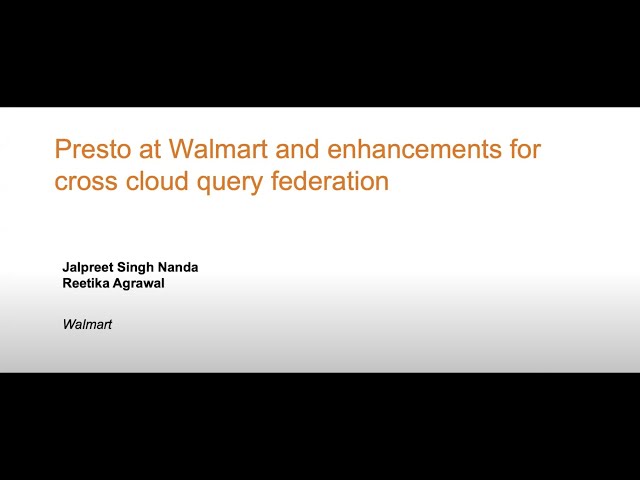 Presto at Walmart and enhancements for
cross cloud query federation
Jalpreet Singh Nanda
Reetika Agrawal
Walmart